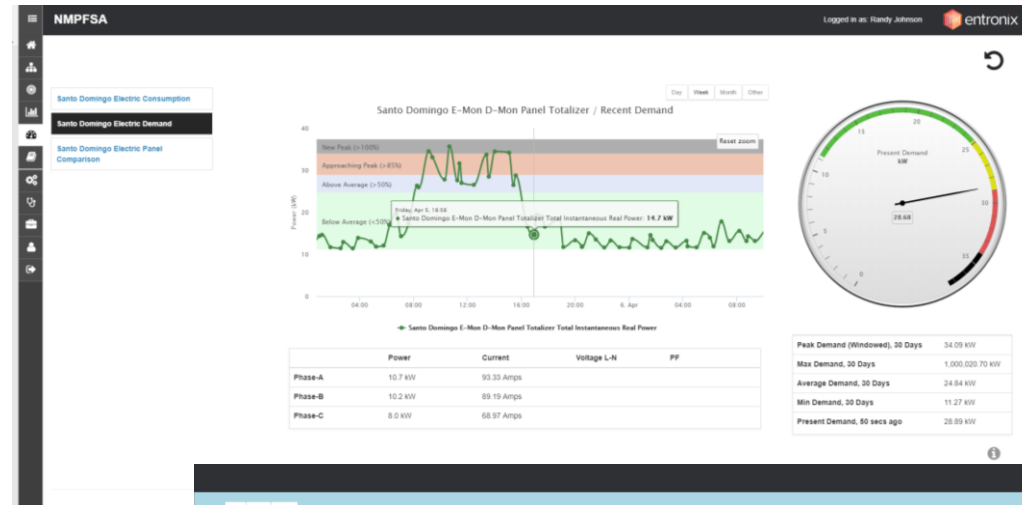 NMPFSA
Logged in as: Randy Johnson
entronix
Santo Domingo Electric Consumption
Santo Domingo Electric Demand
Santo Domingo Electric Panel
Comparison
Day Week Month Other
Santo Domingo E-Mon D-Mon Panel Totalizer / Recent Demand
Reset zoom
Power (kW)
40
30
20
10
0
New Peak (>100%)
Approaching Peak (>85%)
Above Average (>50%)
Below Average (<50%)
Friday, Apr 5, 16:56
Santo Domingo E-Mon D-Mon Panel Totalizer Total Instantaneous Real Power: 14.7 kW
04:00 08:00 12:00 16:00 20:00 6. Apr 04:00 08:00
Santo Domingo E-Mon D-Mon Panel Totalizer Total Instantaneous Real Power
Power Current Voltage L-N PF
Phase-A 10.7 kW 93.33 Amps
Phase-B 10.2 kW 89.19 Amps
Phase-C 8.0 kW 68.97 Amps
Present Demand
kW
0 5 10 15 20 25 30 35
28.68
Peak Demand (Windowed), 30 Days 34.09 kW
Max Demand, 30 Days 1,000,020.70 kW
Average Demand, 30 Days 24.84 kW
Min Demand, 30 Days 11.27 kW
Present Demand, 50 secs ago 28.89 kW